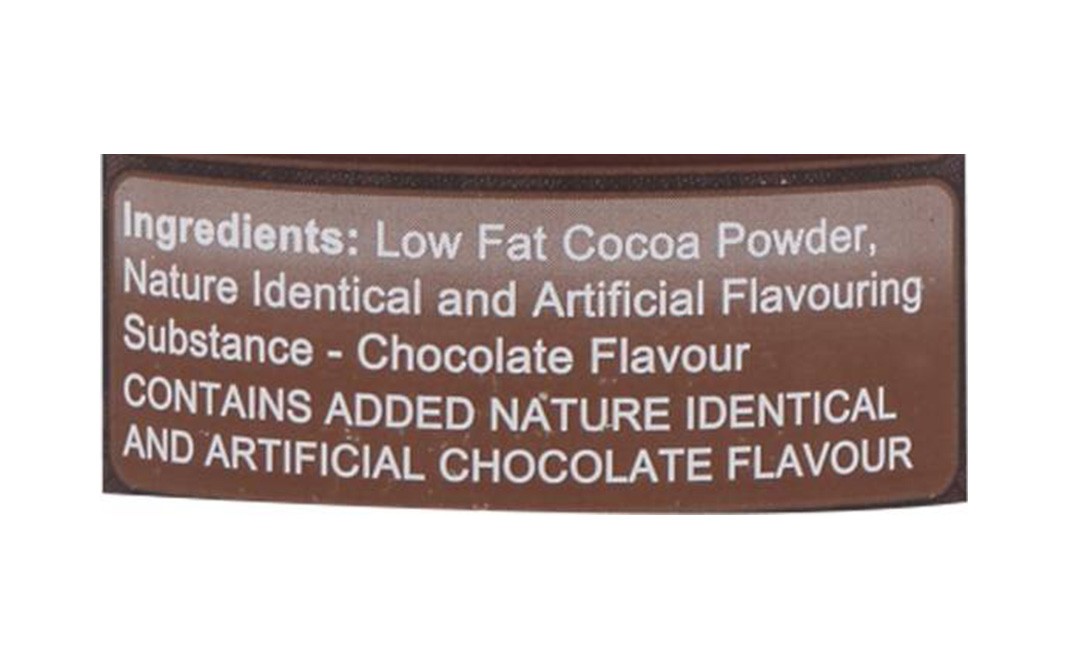 Ingredients: Low Fat Cocoa Powder,
Nature Identical and Artificial Flavouring
Substance - Chocolate Flavour
CONTAINS ADDED NATURE IDENTICAL
AND ARTIFICIAL CHOCOLATE FLAVOUR